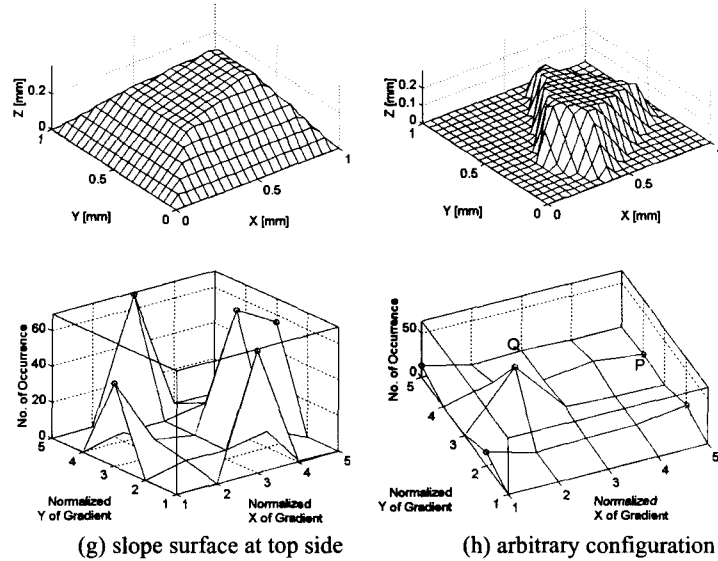 Z [mm]
0.2
0
1
0.5
0
Y [mm]
0
0.5
1
X [mm]
Z [mm]
0.2
0.1
0
1
0.5
0
Y [mm]
0
0.5
1
X [mm]
No. of Occurrence
60
40
20
0
5
4
3
2
1
Normalized
Y of Gradient
1
2
3
4
5
Normalized
X of Gradient
(g) slope surface at top side
No. of Occurrence
50
0
5
4
3
2
1
Normalized
Y of Gradient
1
2
3
4
5
Normalized
X of Gradient
Q
P
(h) arbitrary configuration